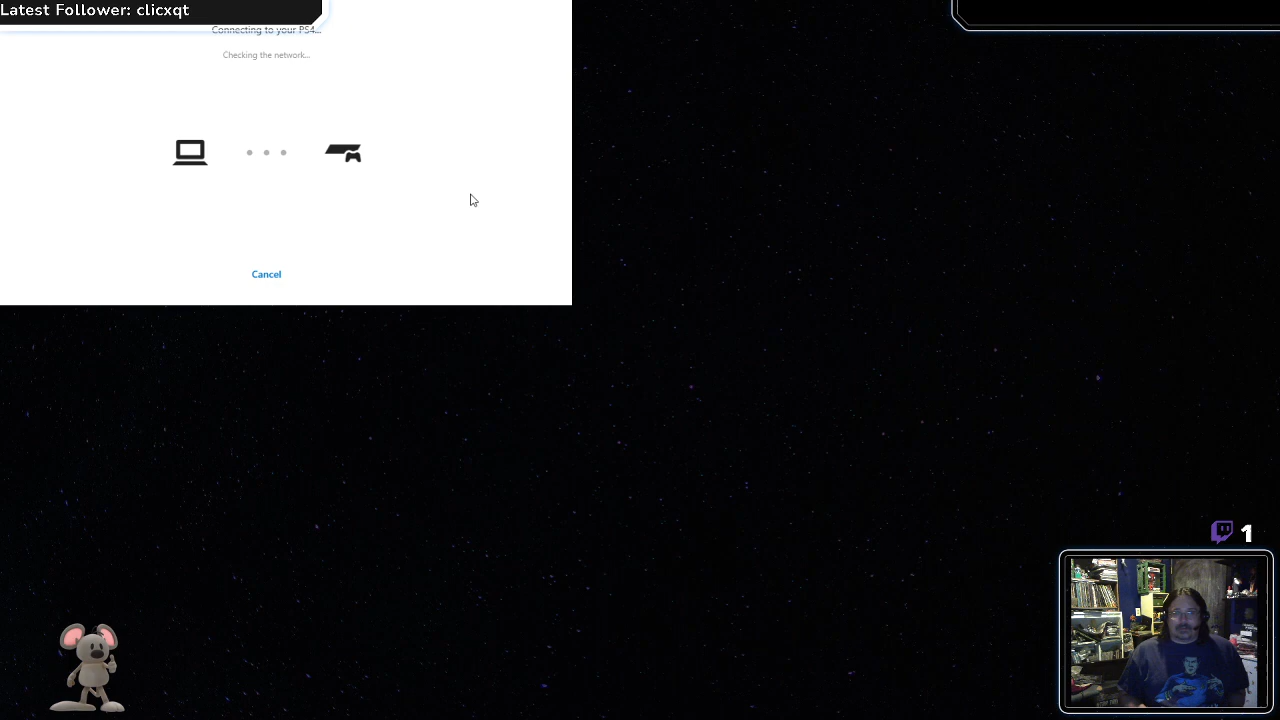 Latest Follower: clicxqt
Connecting to your PS4...
Checking the network...
Cancel
1